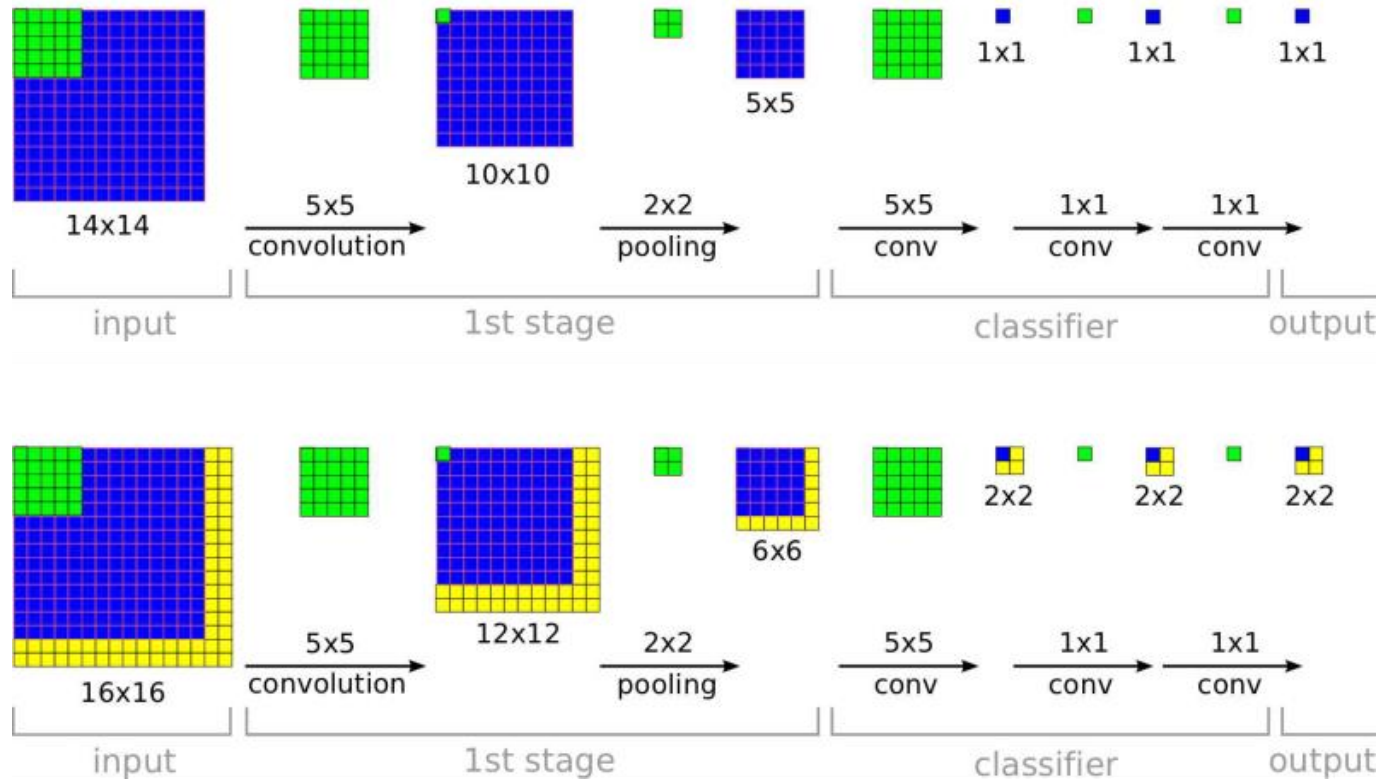 1x1 1x1 1x1
5x5
10x10
14x14
5x5 2x2 5x5 1x1 1x1
convolution pooling conv conv conv
input 1st stage classifier output
2x2 2x2 2x2
6x6
12x12
16x16
5x5 2x2 5x5 1x1 1x1
convolution pooling conv conv conv
input 1st stage classifier output